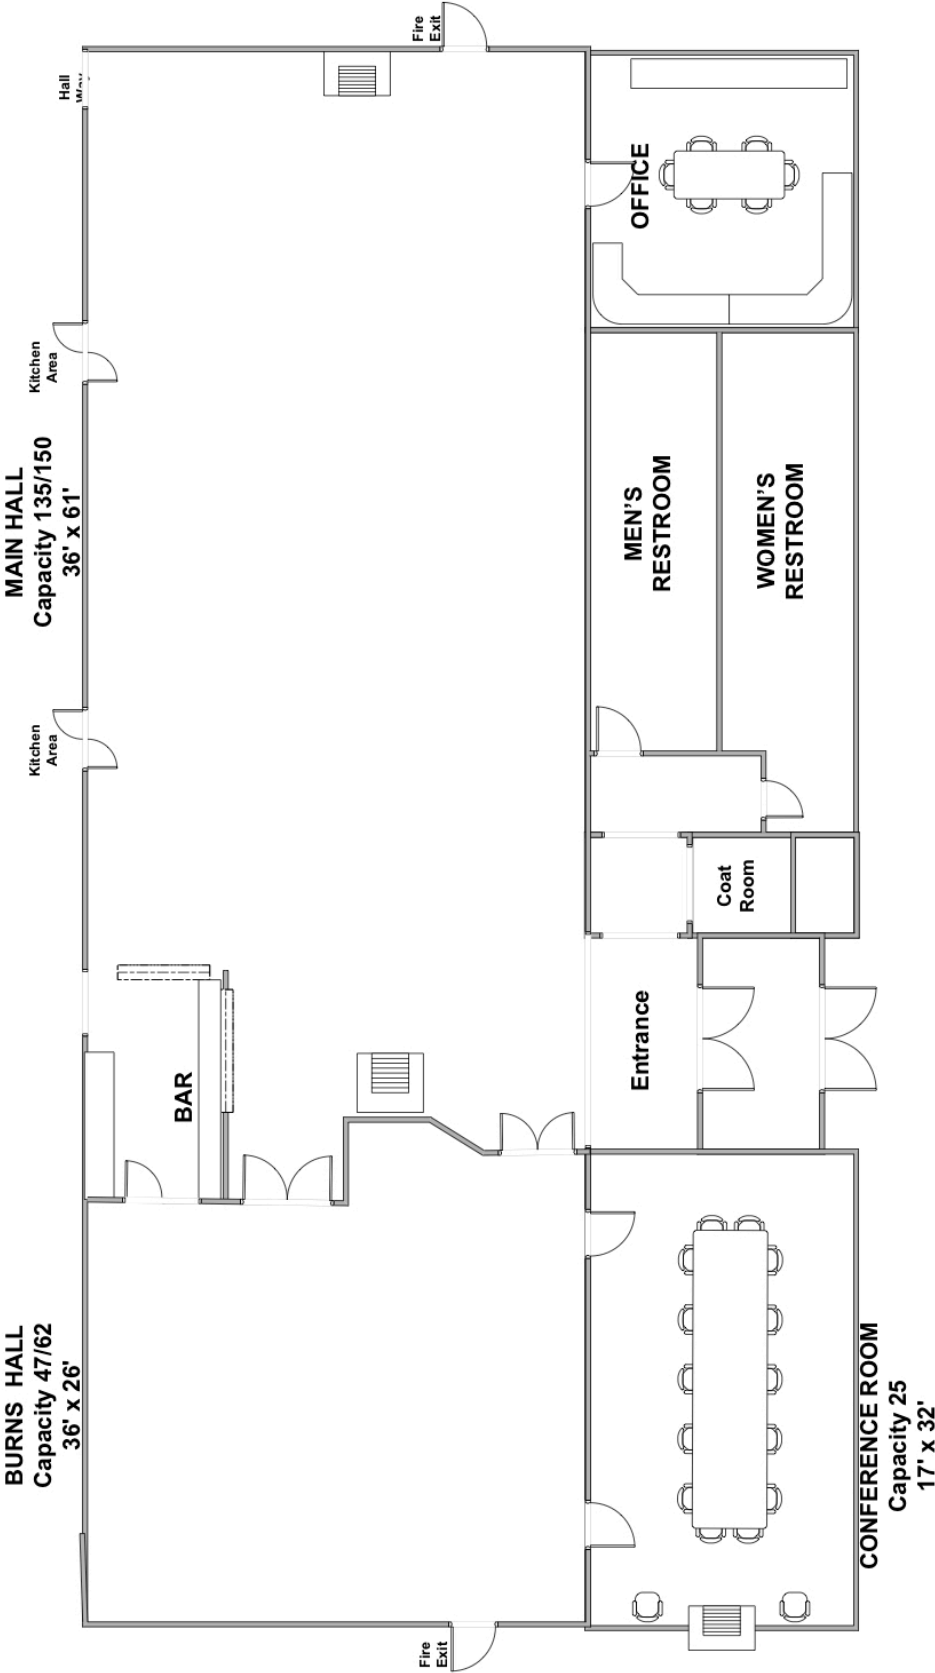 Fire
Exit
Hall
Way
OFFICE
Kitchen
Area
MAIN HALL
Capacity 135/150
36' x 61'
MEN'S
RESTROOM
WOMEN'S
RESTROOM
Kitchen
Area
Coat
Room
Entrance
BAR
BURNS HALL
Capacity 47/62
36' x 26'
CONFERENCE ROOM
Capacity 25
17' x 32'
Fire
Exit